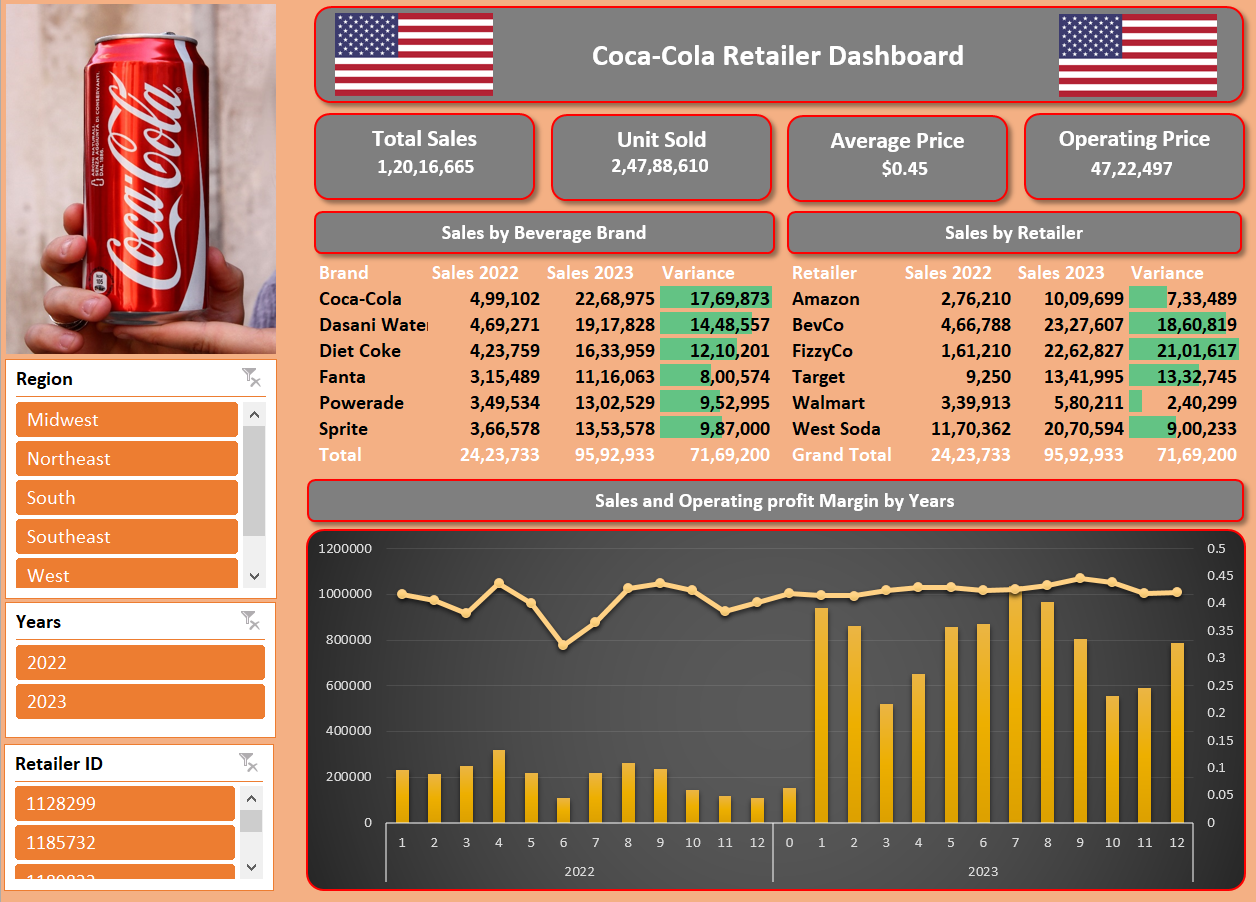 Coca-Cola
Coca-Cola Retailer Dashboard
Total Sales
1,20,16,665
Unit Sold
2,47,88,610
Average Price
$0.45
Operating Price
47,22,497
Sales by Beverage Brand
Brand Sales 2022 Sales 2023 Variance
Coca-Cola 4,99,102 22,68,975 17,69,873
Dasani Water 4,69,271 19,17,828 14,48,557
Diet Coke 4,23,759 16,33,959 12,10,201
Fanta 3,15,489 11,16,063 8,00,574
Powerade 3,49,534 13,02,529 9,52,995
Sprite 3,66,578 13,53,578 9,87,000
Total 24,23,733 95,92,933 71,69,200
Sales by Retailer
Retailer Sales 2022 Sales 2023 Variance
Amazon 2,76,210 10,09,699 7,33,489
BevCo 4,66,788 23,27,607 18,60,819
FizzyCo 1,61,210 22,62,827 21,01,617
Target 9,250 13,41,995 13,32,745
Walmart 3,39,913 5,80,211 2,40,299
West Soda 11,70,362 20,70,594 9,00,233
Grand Total 24,23,733 95,92,933 71,69,200
Region
Midwest
Northeast
South
Southeast
West
Years
2022
2023
Retailer ID
1128299
1185732
Sales and Operating profit Margin by Years
1200000 0.5
0.45
1000000
0.4
800000 0.35
0.3
600000 0.25
0.2
400000
0.15
200000 0.1
0.05
0 0
1 2 3 4 5 6 7 8 9 10 11 12 0 1 2 3 4 5 6 7 8 9 10 11 12
2022 2023